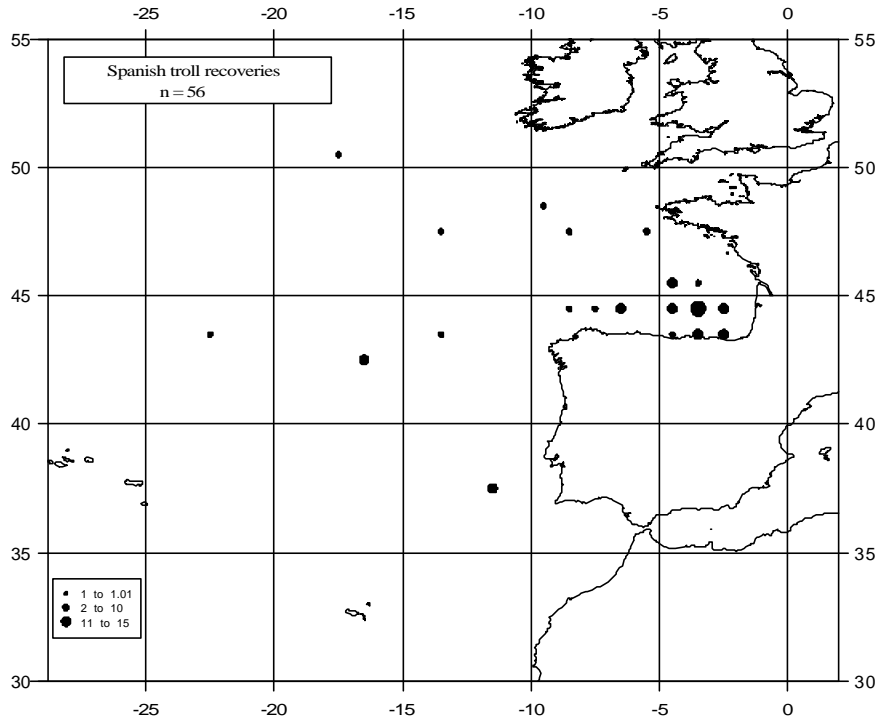 -25 -20 -15 -10 -5 0
55 55
Spanish troll recoveries
n = 56
50 50
45 45
40 40
35 35
1 to 1.01
2 to 10
11 to 15
30 30
-25 -20 -15 -10 -5 0